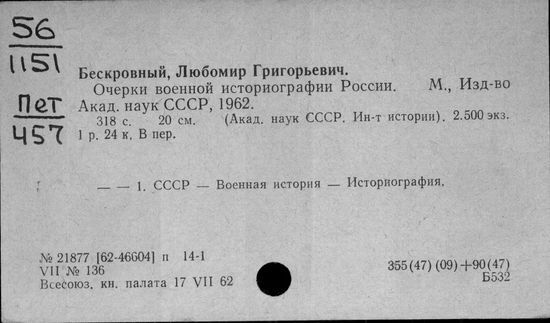 56
1151
Пет
457
Бескровный, Любомир Григорьевич.
Очерки военной историографии России. М., Изд-во
Акад. наук СССР, 1962.
318 с. 20 см. (Акад. наук СССР. Ин-т истории). 2.500 экз.
1 р. 24 к. В пер.
— — 1. СССР — Военная история — Историография.
№ 21877 [62-46604] п 14-1
VII № 136
Всесоюз. кн. палата 17 VII 62
355(47)(09)+90(47)
Б532